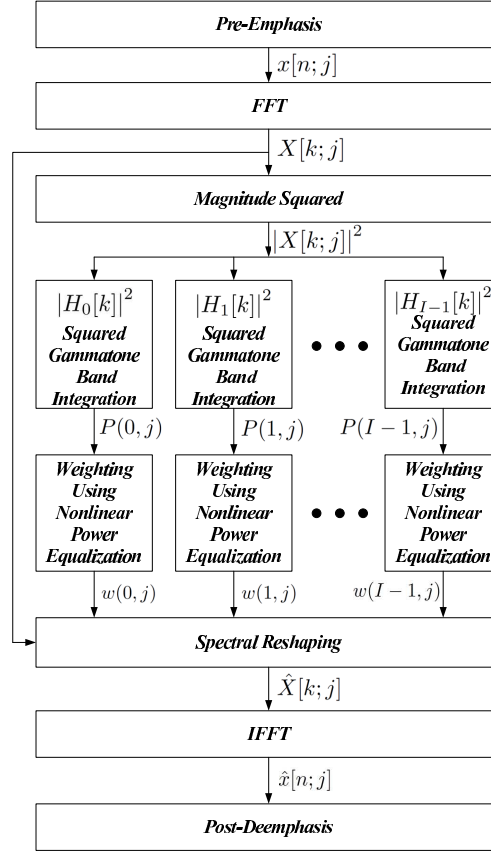 Pre-Emphasis
x[n; j]
FFT
X[k; j]
Magnitude Squared
|X[k; j]|²
|H₀[k]|²
Squared
Gammatone
Band
Integration
|H₁[k]|²
Squared
Gammatone
Band
Integration
• • •
|H_{I−1}[k]|²
Squared
Gammatone
Band
Integration
P(0, j)
P(1, j)
P(I − 1, j)
Weighting
Using
Nonlinear
Power
Equalization
Weighting
Using
Nonlinear
Power
Equalization
• • •
Weighting
Using
Nonlinear
Power
Equalization
w(0, j)
w(1, j)
w(I − 1, j)
Spectral Reshaping
X̂[k; j]
IFFT
x̂[n; j]
Post-Deemphasis